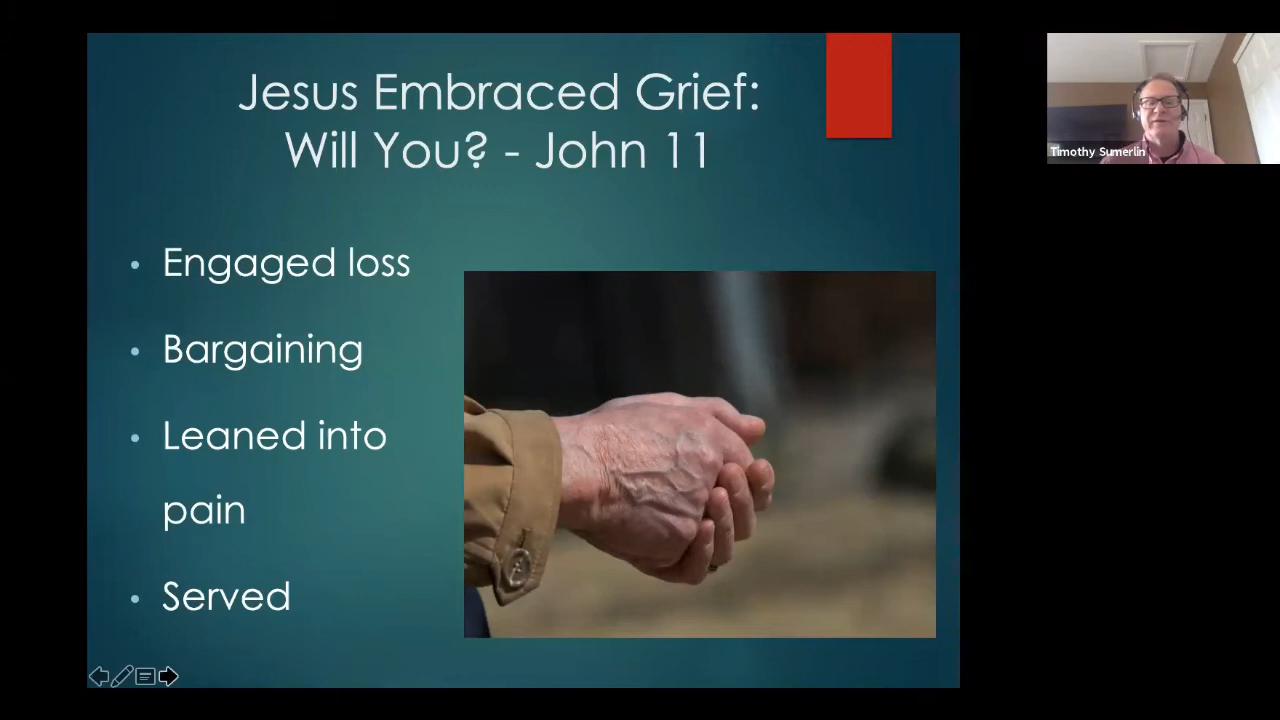 Jesus Embraced Grief:
Will You? - John 11
• Engaged loss
• Bargaining
• Leaned into
pain
• Served
Timothy Sumerlin